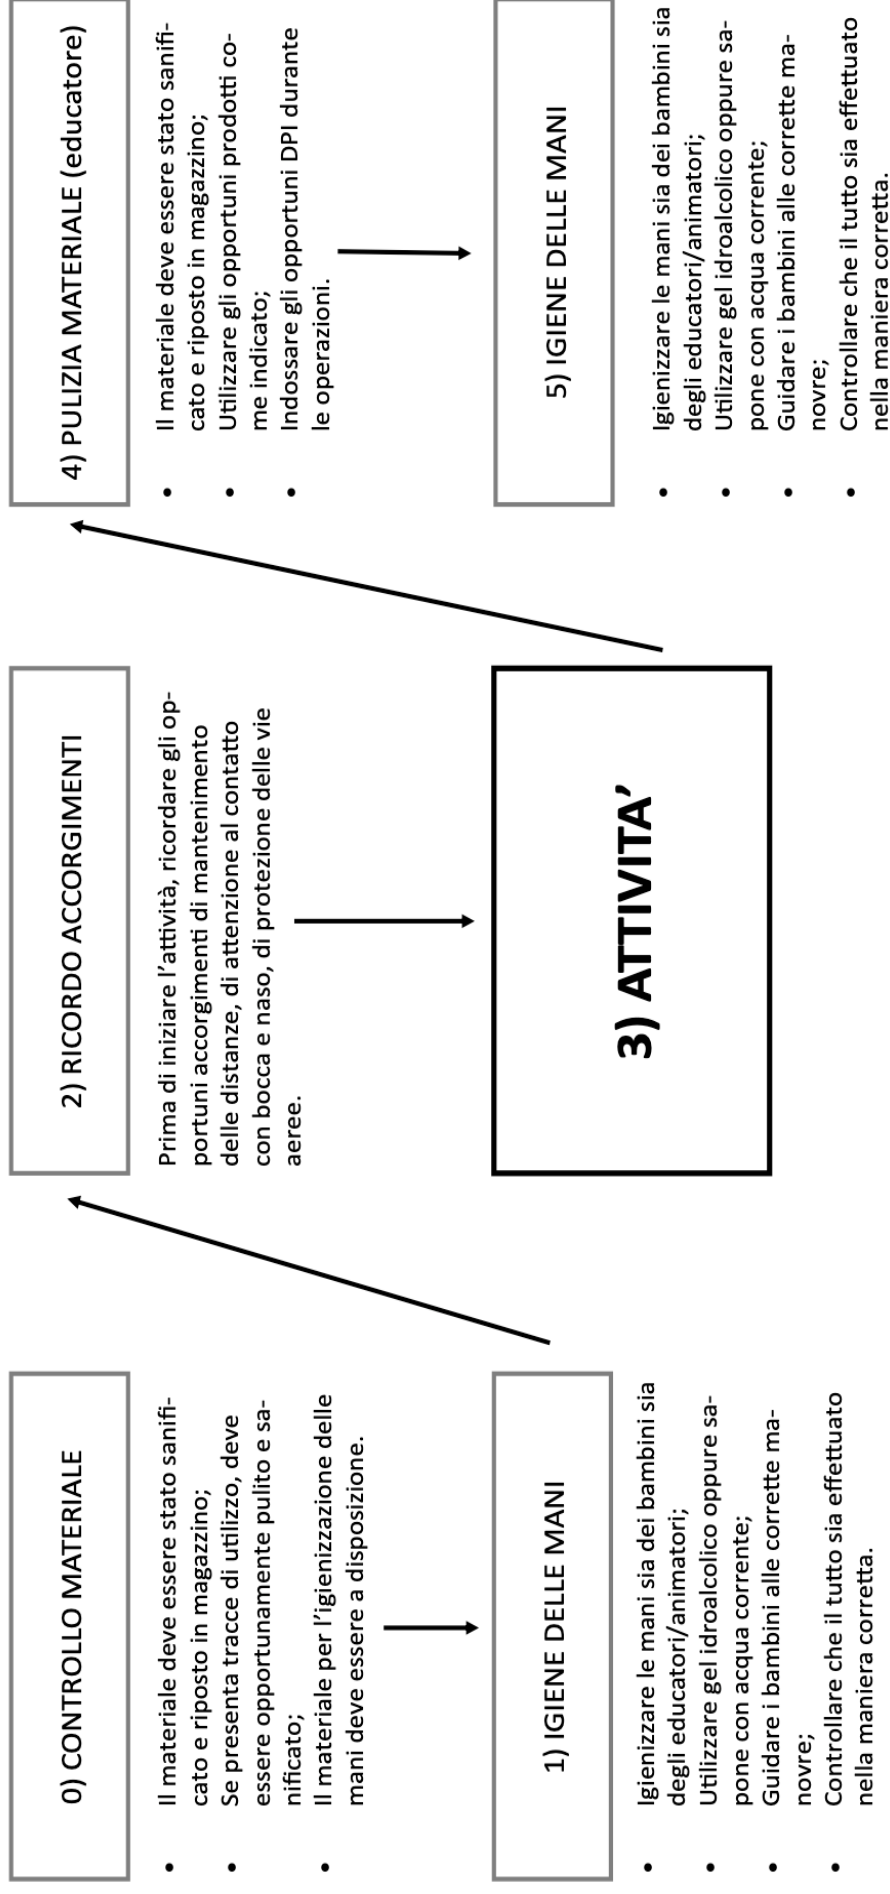 0) CONTROLLO MATERIALE
• Il materiale deve essere stato sanifi-
cato e riposto in magazzino;
• Se presenta tracce di utilizzo, deve
essere opportunamente pulito e sa-
nificato;
• Il materiale per l'igienizzazione delle
mani deve essere a disposizione.
1) IGIENE DELLE MANI
• Igienizzare le mani sia dei bambini sia
degli educatori/animatori;
• Utilizzare gel idroalcolico oppure sa-
pone con acqua corrente;
• Guidare i bambini alle corrette ma-
novre;
• Controllare che il tutto sia effettuato
nella maniera corretta.
2) RICORDO ACCORGIMENTI
Prima di iniziare l'attività, ricordare gli op-
portuni accorgimenti di mantenimento
delle distanze, di attenzione al contatto
con bocca e naso, di protezione delle vie
aeree.
3) ATTIVITA’
4) PULIZIA MATERIALE (educatore)
• Il materiale deve essere stato sanifi-
cato e riposto in magazzino;
• Utilizzare gli opportuni prodotti co-
me indicato;
• Indossare gli opportuni DPI durante
le operazioni.
5) IGIENE DELLE MANI
• Igienizzare le mani sia dei bambini sia
degli educatori/animatori;
• Utilizzare gel idroalcolico oppure sa-
pone con acqua corrente;
• Guidare i bambini alle corrette ma-
novre;
• Controllare che il tutto sia effettuato
nella maniera corretta.